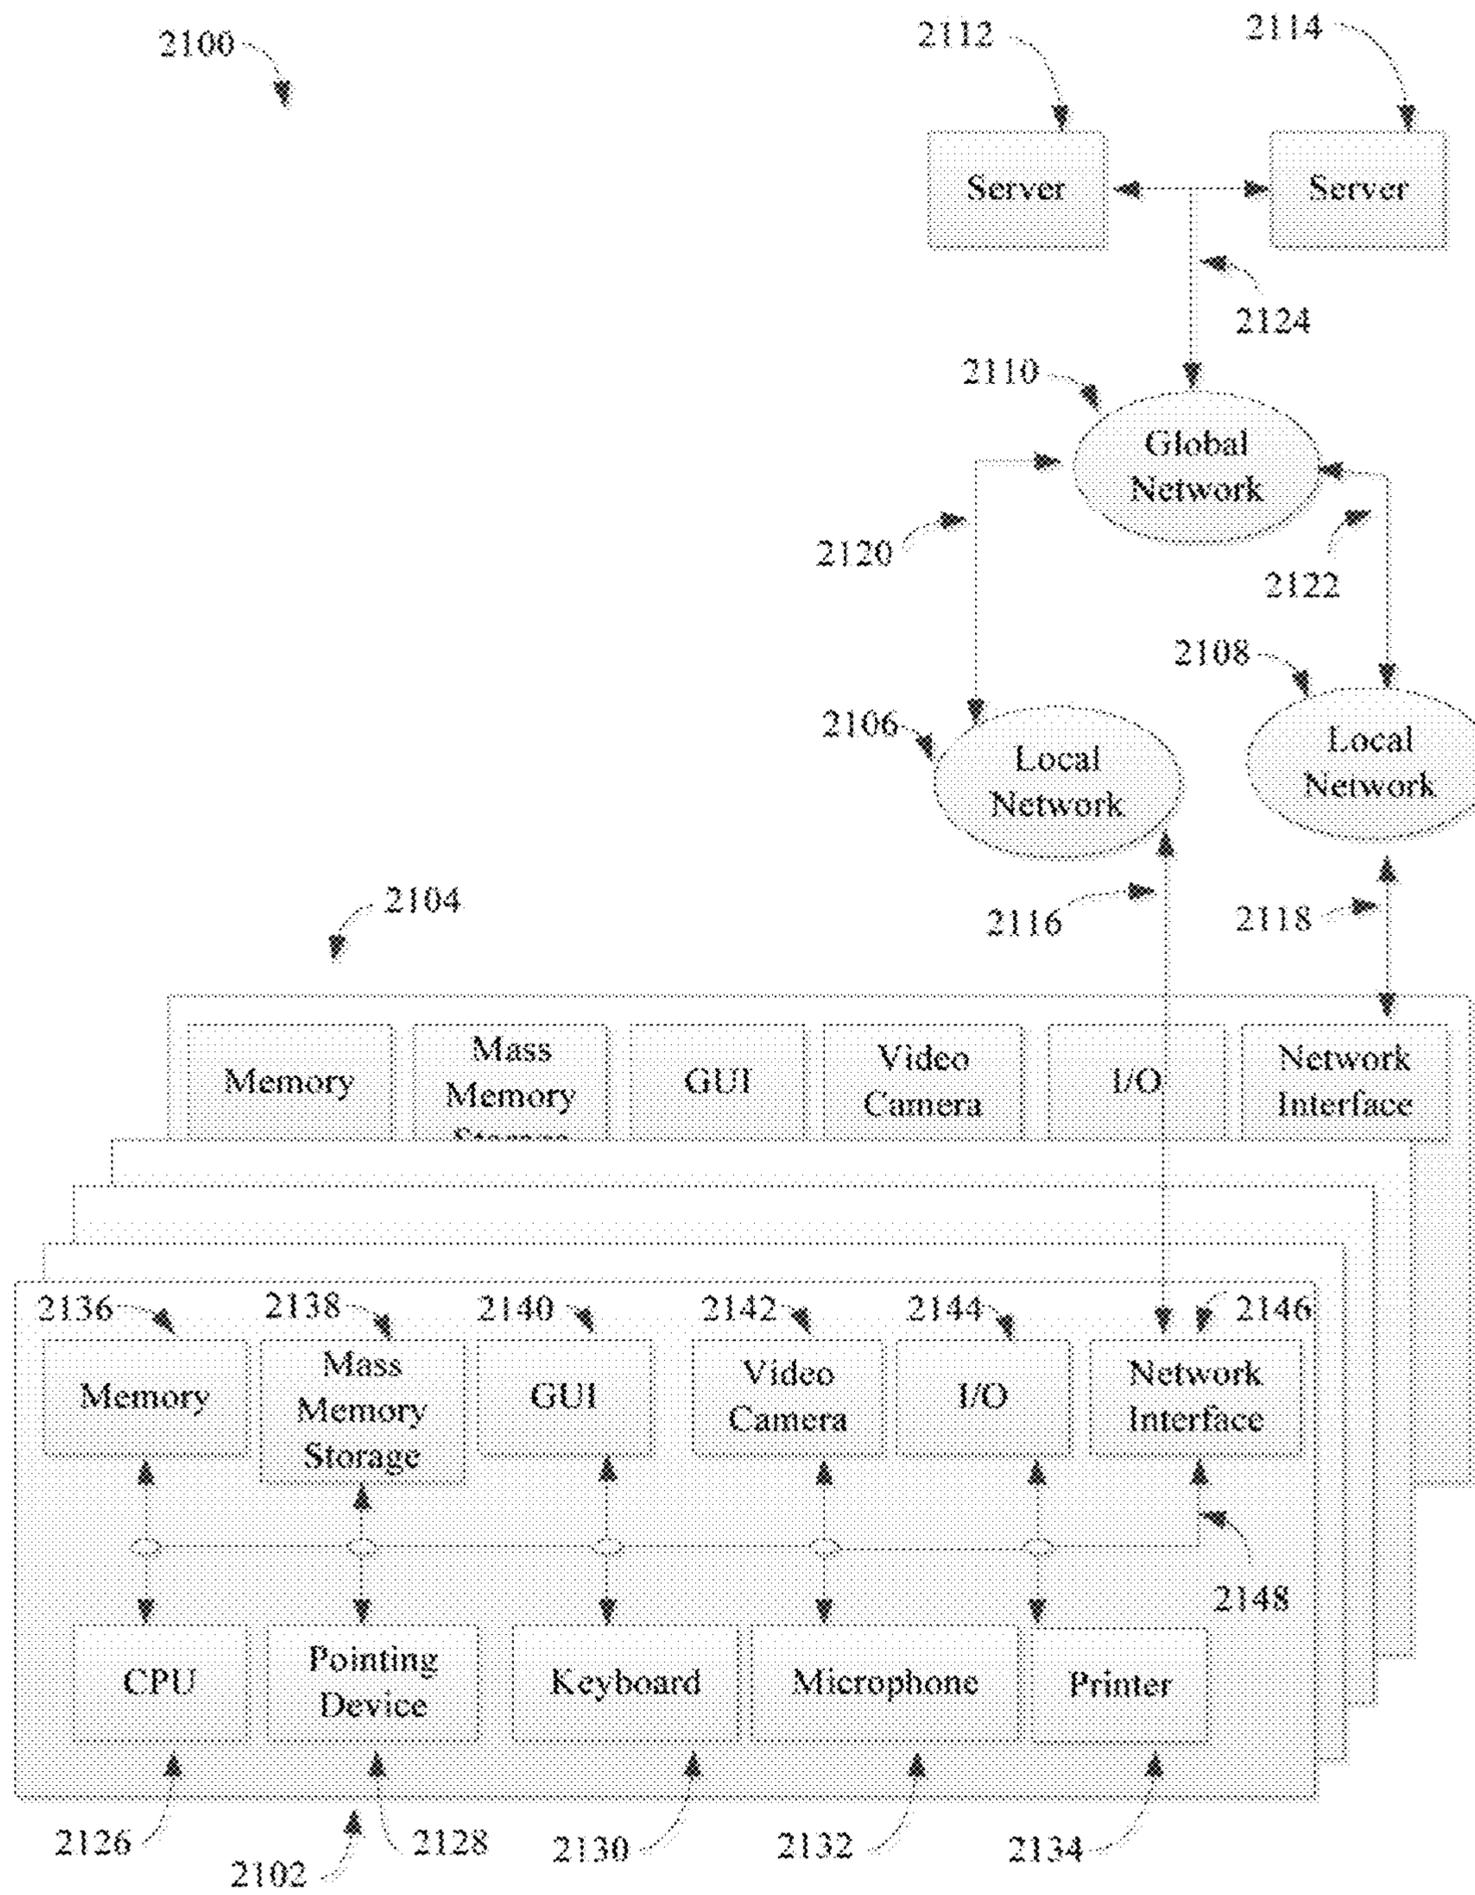 2100
2112
2114
Server
Server
2124
2110
Global
Network
2120
2122
2108
2106
Local
Network
Local
Network
2104
2116
2118
Memory
Mass
Memory
Storage
GUI
Video
Camera
I/O
Network
Interface
2136
2138
2140
2142
2144
2146
Memory
Mass
Memory
Storage
GUI
Video
Camera
I/O
Network
Interface
2148
CPU
Pointing
Device
Keyboard
Microphone
Printer
2126
2102
2128
2130
2132
2134